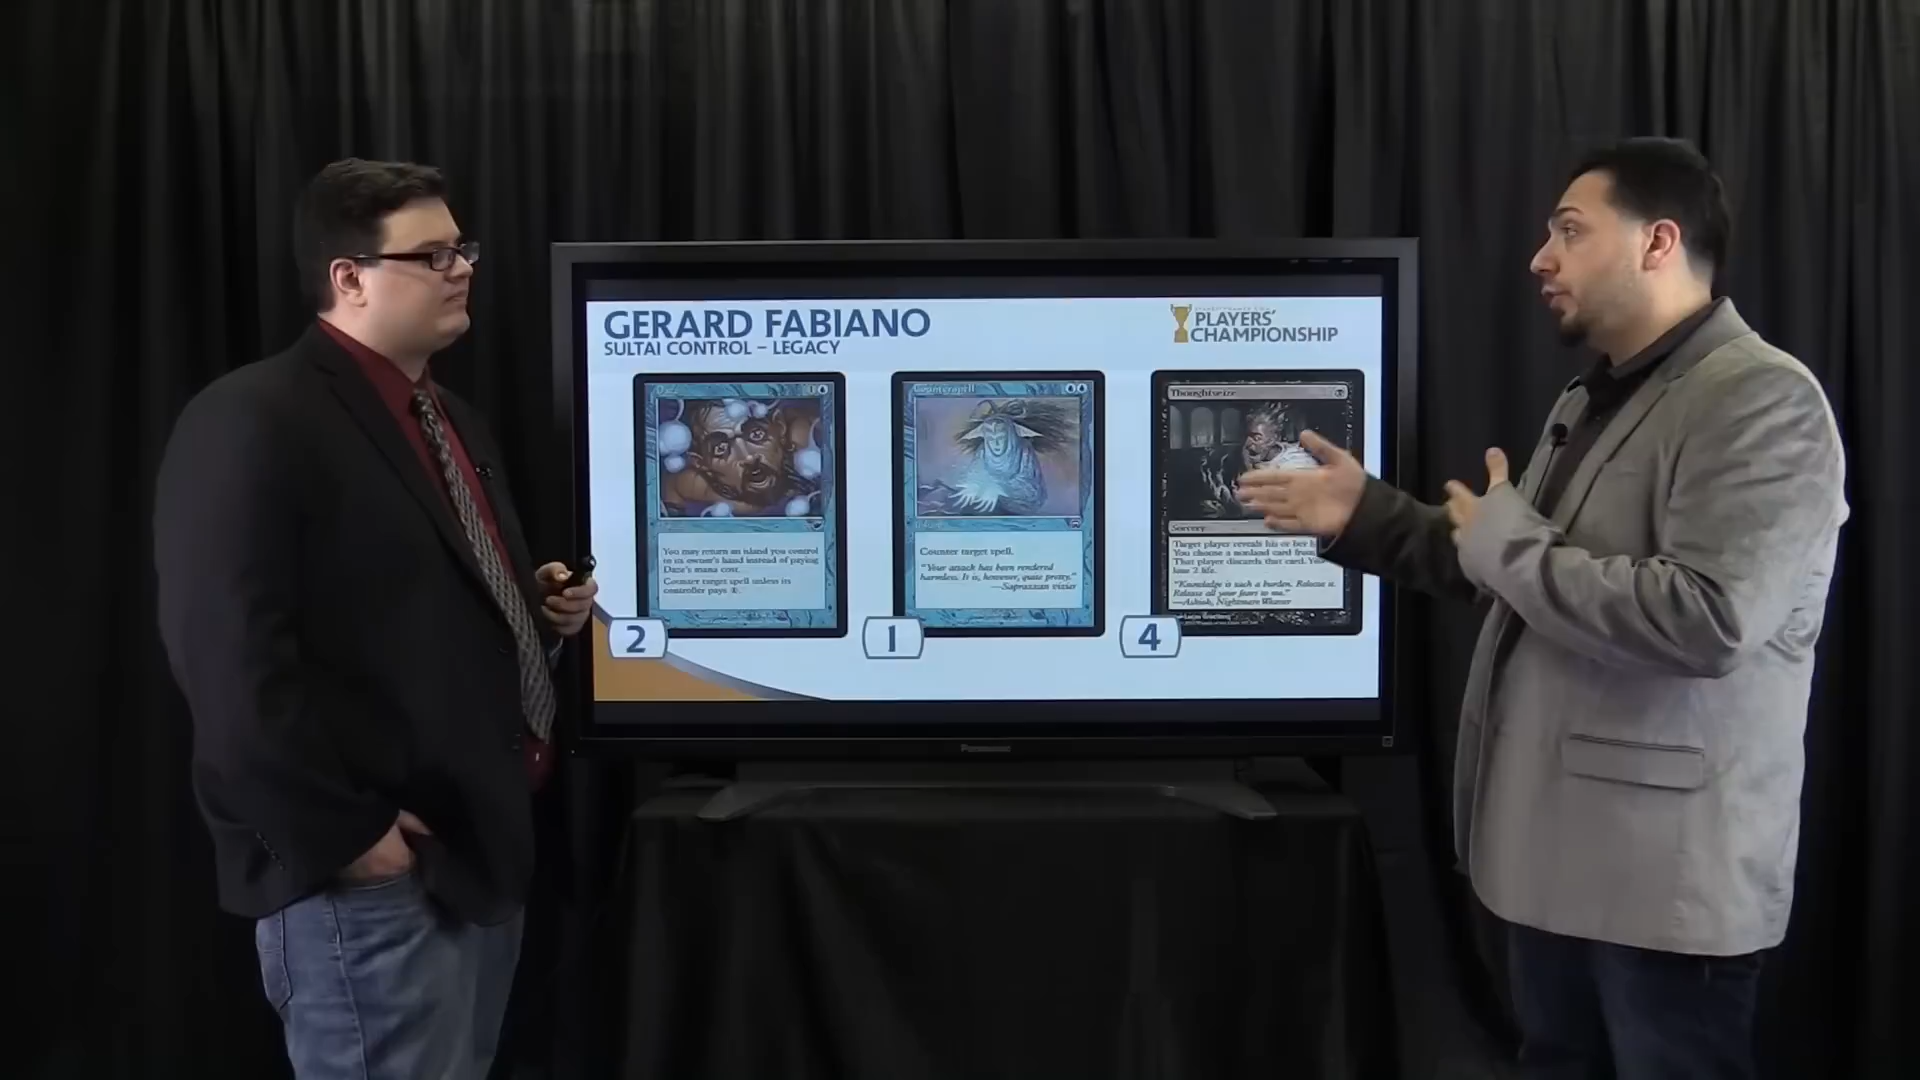 GERARD FABIANO
SULTAI CONTROL – LEGACY
PLAYERS'
CHAMPIONSHIP
Daze
You may return an island you control
to its owner's hand instead of paying
Daze's mana cost.
Counter target spell unless its
controller pays 1.
2
Counterspell
Counter target spell.
"Your attack has been rendered
harmless. It is, however, quite pretty."
—Saprazzan vizier
1
Thoughtseize
Sorcery
Target player reveals his or her
You choose a nonland card from
That player discards that card. You
lose 2 life.
"Knowledge is such a burden. Release it.
Release all your fears to me."
—Ashiok, Nightmare Weaver
4
Panasonic